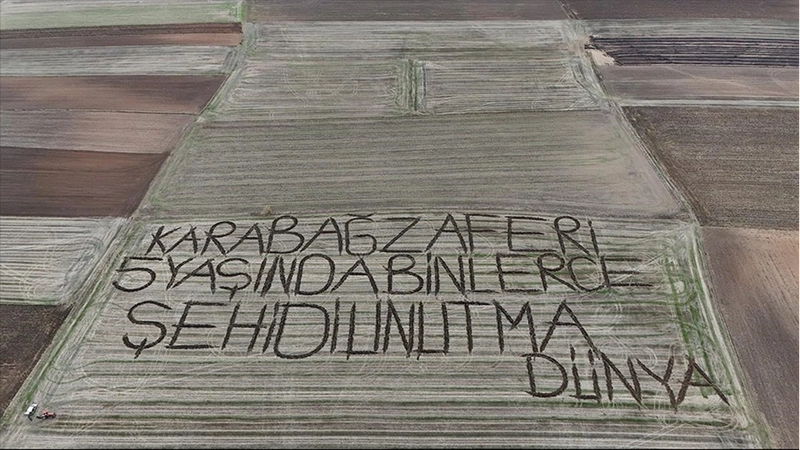 KARABAĞ ZAFERİ
5 YAŞINDA BİNLERCE
ŞEHİDİ UNUTMA
DÜNYA